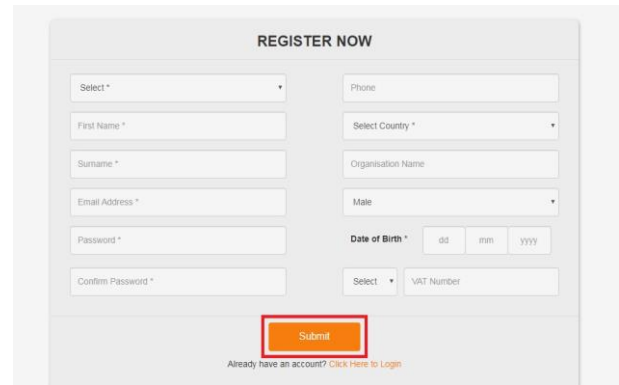 REGISTER NOW
Select *
Phone
First Name *
Select Country *
Surname *
Organisation Name
Email Address *
Male
Password *
Date of Birth * dd mm yyyy
Confirm Password *
Select VAT Number
Submit
Already have an account? Click Here to Login